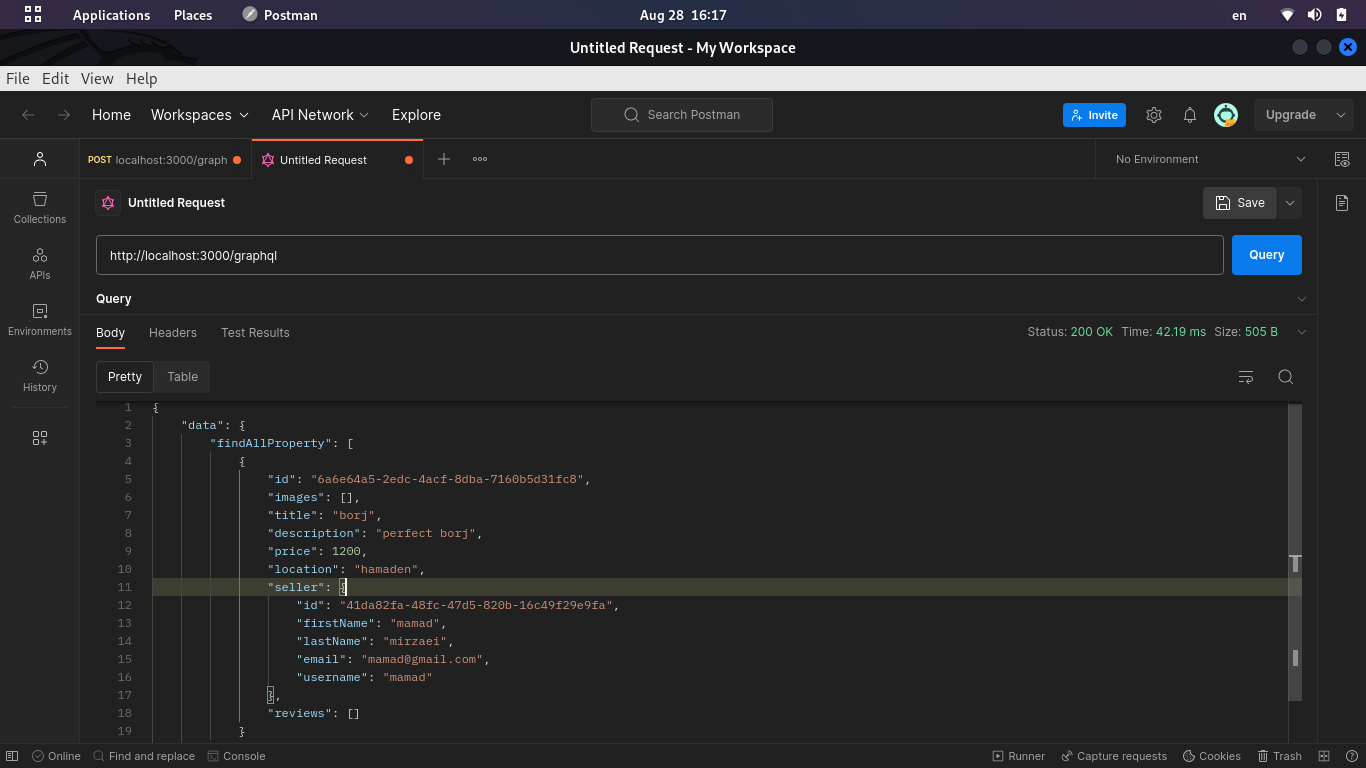 Applications Places Postman Aug 28 16:17 en
Untitled Request - My Workspace
File Edit View Help
Home Workspaces API Network Explore Search Postman Invite Upgrade
POST localhost:3000/graph Untitled Request No Environment
Untitled Request Save
http://localhost:3000/graphql Query
Query
Body Headers Test Results Status: 200 OK Time: 42.19 ms Size: 505 B
Pretty Table
Collections
APIs
Environments
History
1 {
2 "data": {
3 "findAllProperty": [
4 {
5 "id": "6a6e64a5-2edc-4acf-8dba-7160b5d31fc8",
6 "images": [],
7 "title": "borj",
8 "description": "perfect borj",
9 "price": 1200,
10 "location": "hamaden",
11 "seller": {
12 "id": "41da82fa-48fc-47d5-820b-16c49f29e9fa",
13 "firstName": "mamad",
14 "lastName": "mirzaei",
15 "email": "mamad@gmail.com",
16 "username": "mamad"
17 },
18 "reviews": []
19 }
Online Find and replace Console Runner Capture requests Cookies Trash